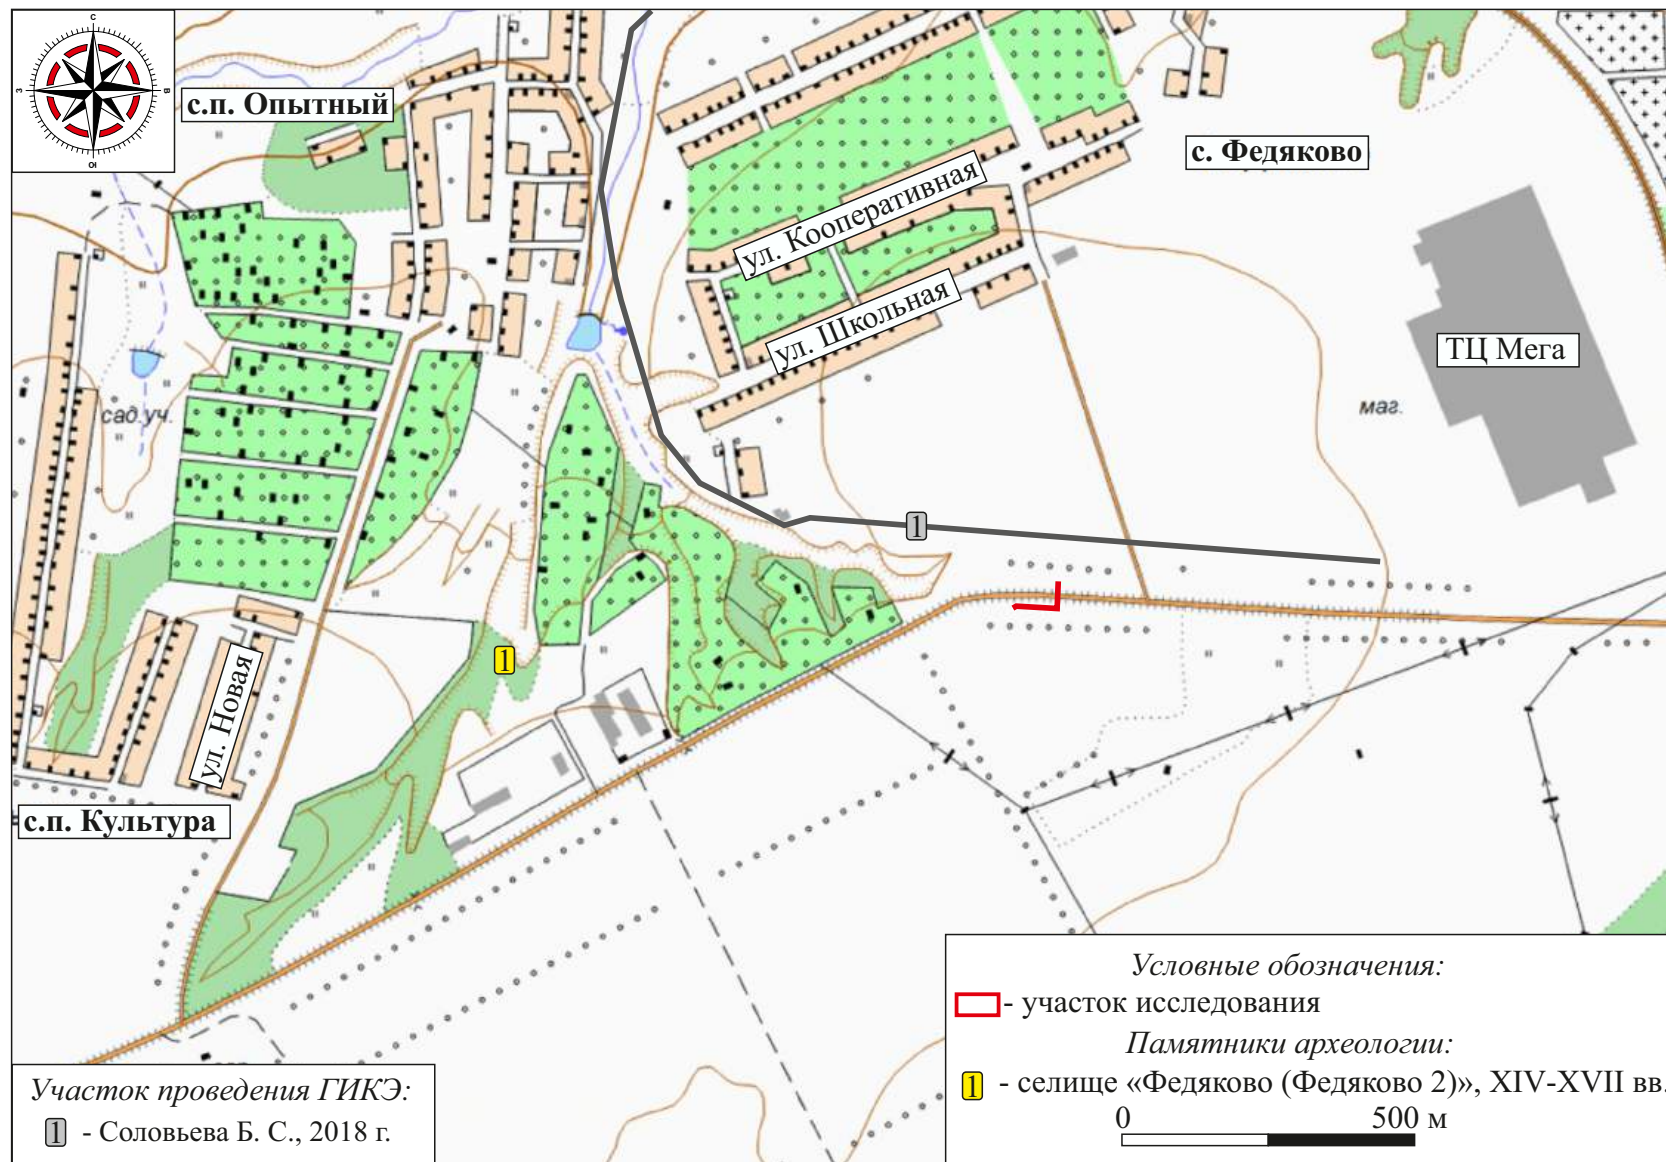 С
З
В
Ю
с.п. Опытный
с. Федяково
ул. Кооперативная
ул. Школьная
ТЦ Мега
маг.
сад.уч.
1
1
ул. Новая
с.п. Культура
Условные обозначения:
- участок исследования
Памятники археологии:
1 - селище «Федяково (Федяково 2)», XIV-XVII вв.
0 500 м
Участок проведения ГИКЭ:
1 - Соловьева Б. С., 2018 г.